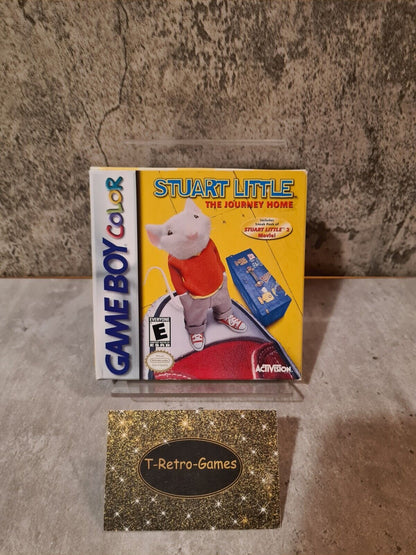 GAME BOY COLOR
STUART LITTLE
THE JOURNEY HOME
Includes
Sneak Peek of
STUART LITTLE 2
Movie!
E
ACTIVISION
T-Retro-Games